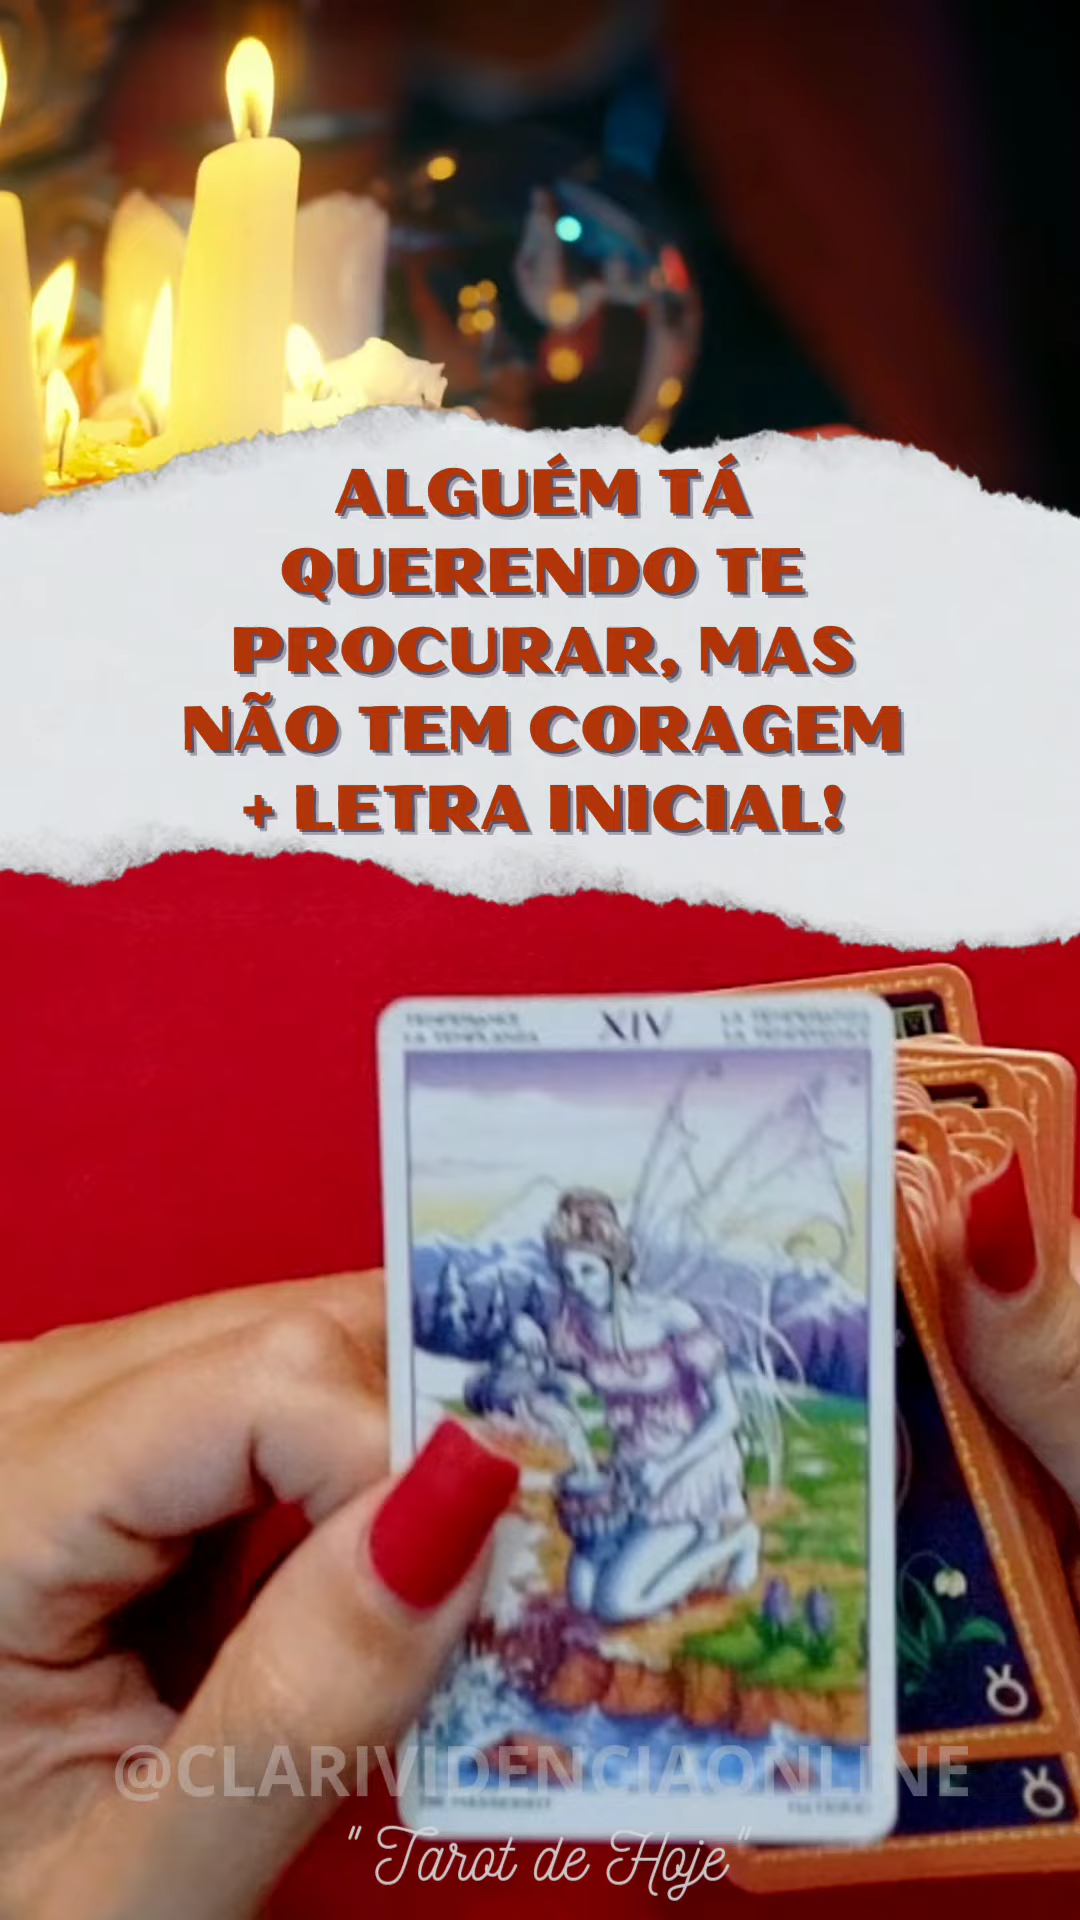 ALGUÉM TÁ
QUERENDO TE
PROCURAR, MAS
NÃO TEM CORAGEM
+ LETRA INICIAL!
XIV
@CLARIVIDENCIAONLINE
"Tarot de Hoje"